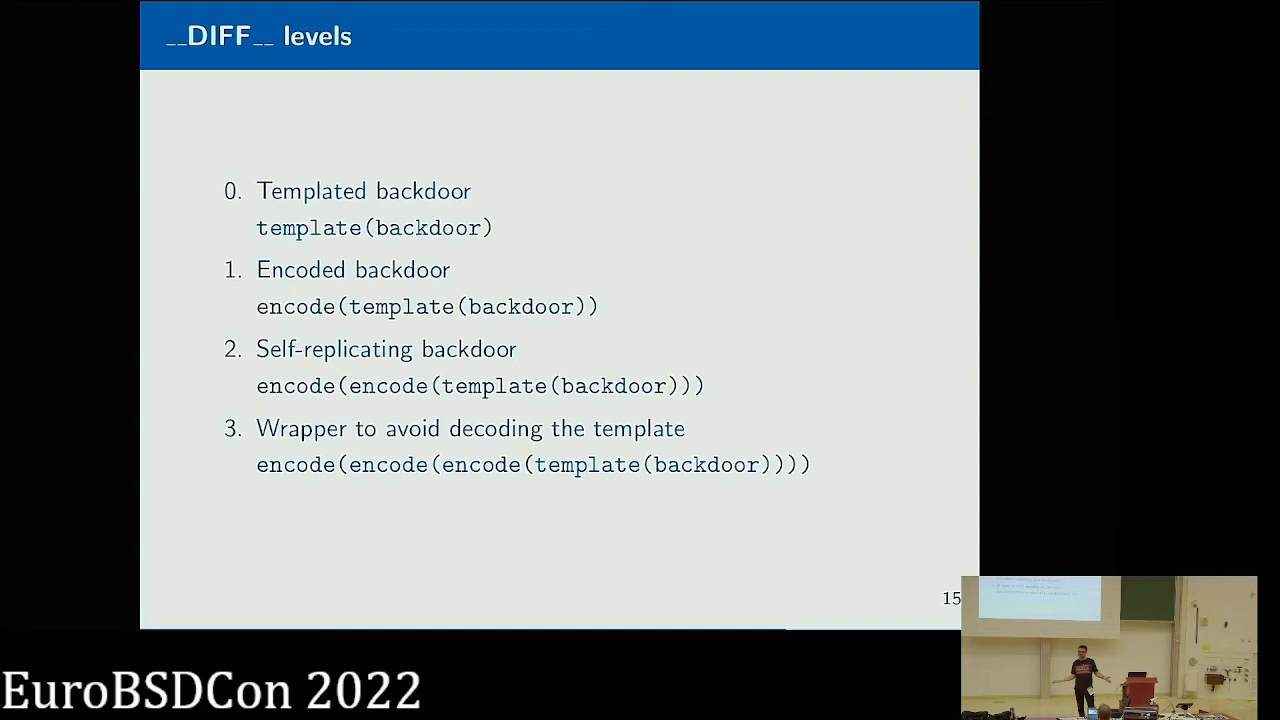 __DIFF__ levels
0. Templated backdoor
template(backdoor)
1. Encoded backdoor
encode(template(backdoor))
2. Self-replicating backdoor
encode(encode(template(backdoor)))
3. Wrapper to avoid decoding the template
encode(encode(encode(template(backdoor))))
15
EuroBSDCon 2022